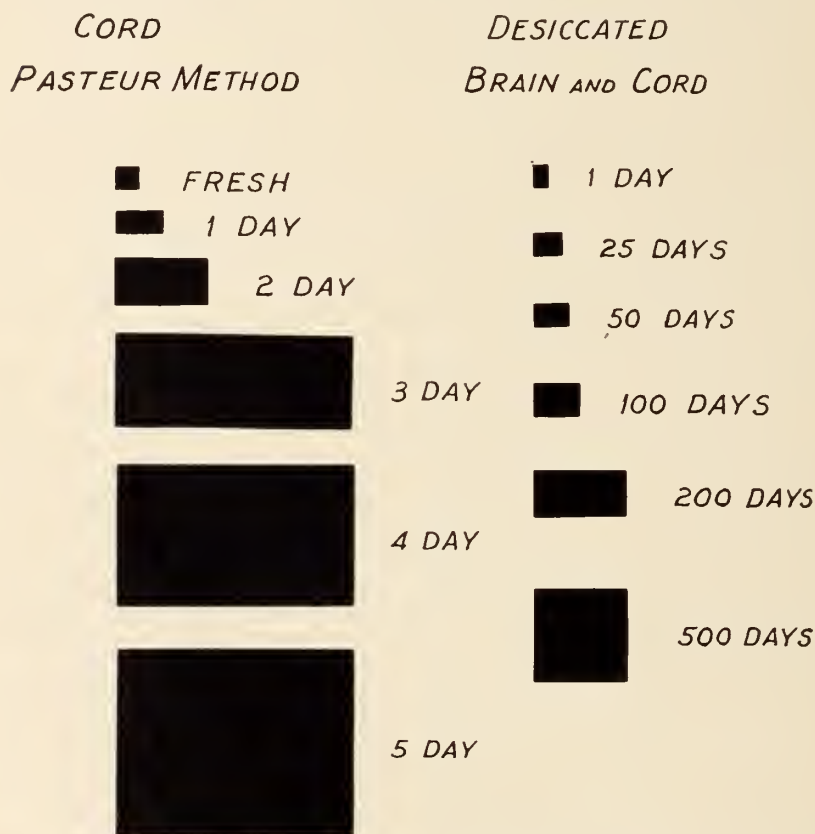 CORD
PASTEUR METHOD
FRESH
1 DAY
2 DAY
3 DAY
4 DAY
5 DAY
DESICCATED
BRAIN AND CORD
1 DAY
25 DAYS
50 DAYS
100 DAYS
200 DAYS
500 DAYS